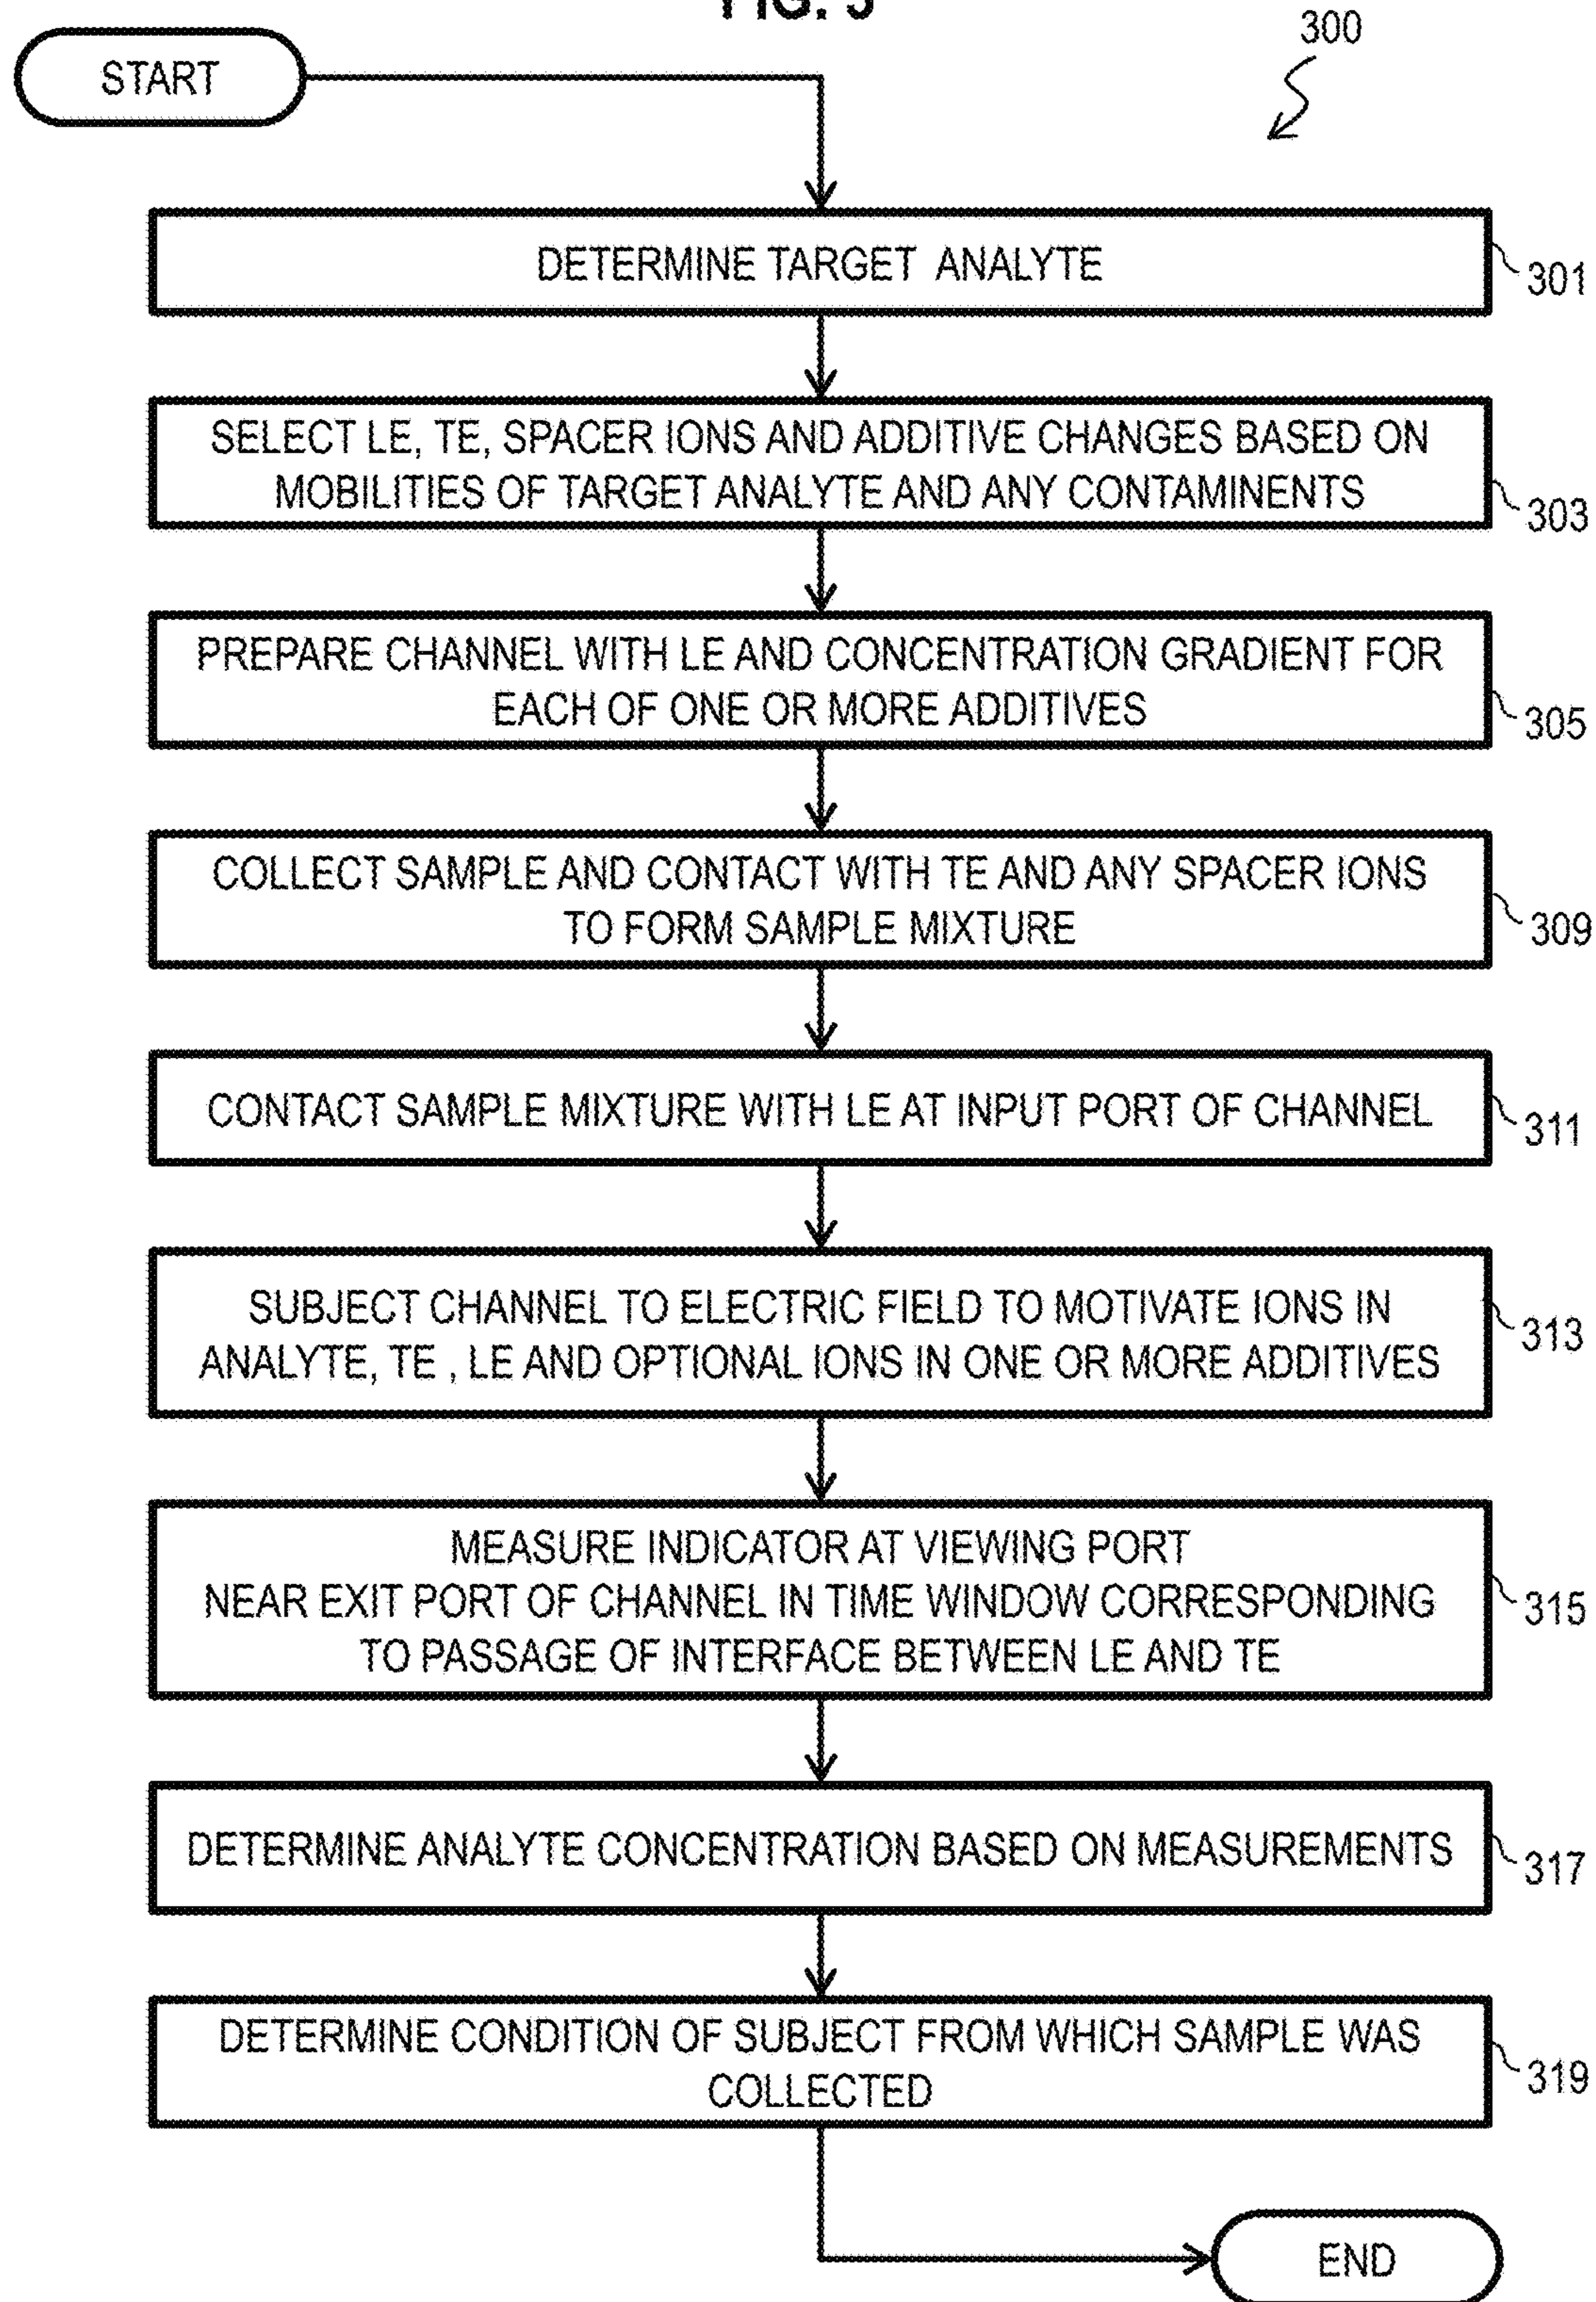 FIG. 3
300
START
DETERMINE TARGET ANALYTE
301
SELECT LE, TE, SPACER IONS AND ADDITIVE CHANGES BASED ON
MOBILITIES OF TARGET ANALYTE AND ANY CONTAMINENTS
303
PREPARE CHANNEL WITH LE AND CONCENTRATION GRADIENT FOR
EACH OF ONE OR MORE ADDITIVES
305
COLLECT SAMPLE AND CONTACT WITH TE AND ANY SPACER IONS
TO FORM SAMPLE MIXTURE
309
CONTACT SAMPLE MIXTURE WITH LE AT INPUT PORT OF CHANNEL
311
SUBJECT CHANNEL TO ELECTRIC FIELD TO MOTIVATE IONS IN
ANALYTE, TE , LE AND OPTIONAL IONS IN ONE OR MORE ADDITIVES
313
MEASURE INDICATOR AT VIEWING PORT
NEAR EXIT PORT OF CHANNEL IN TIME WINDOW CORRESPONDING
TO PASSAGE OF INTERFACE BETWEEN LE AND TE
315
DETERMINE ANALYTE CONCENTRATION BASED ON MEASUREMENTS
317
DETERMINE CONDITION OF SUBJECT FROM WHICH SAMPLE WAS
COLLECTED
319
END